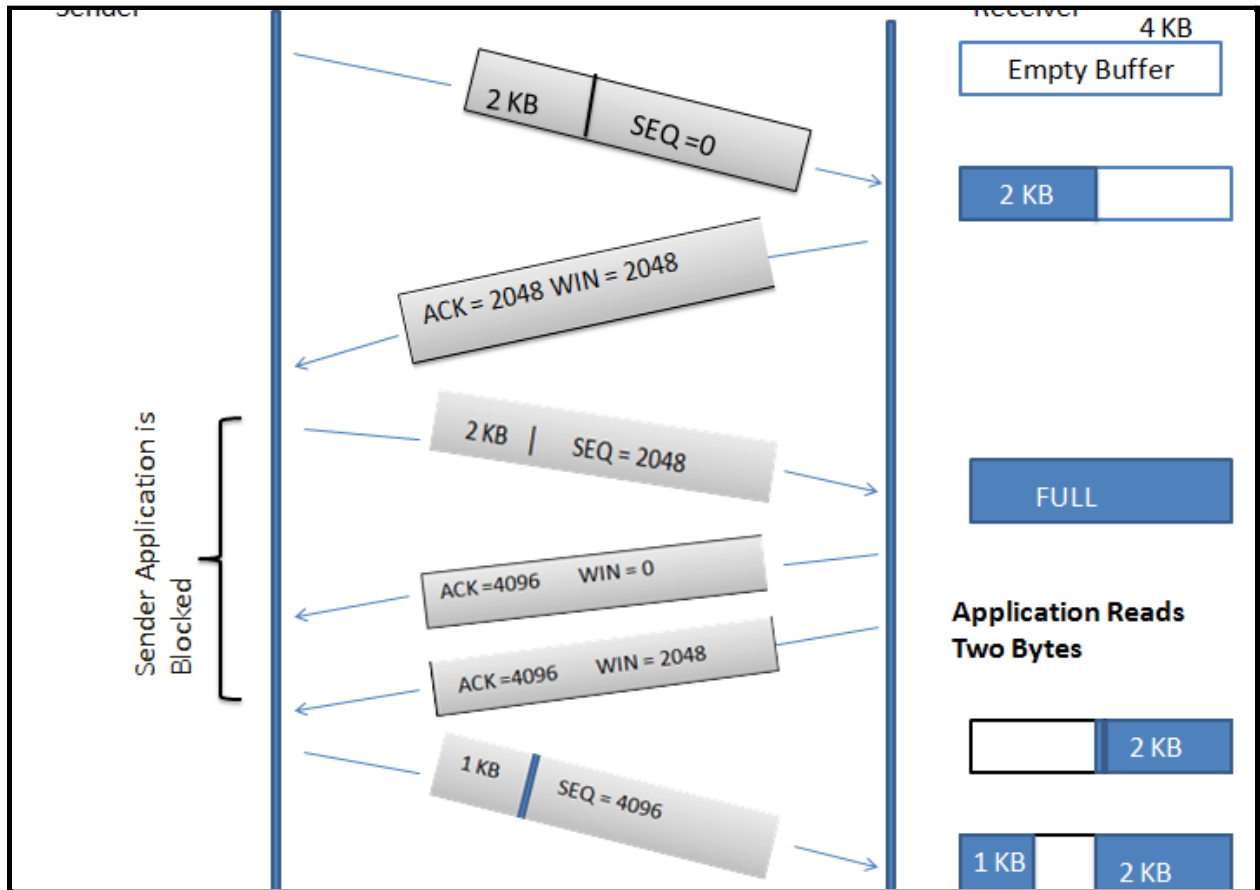 Sender
Receiver
4 KB
Empty Buffer
2 KB
SEQ =0
2 KB
ACK = 2048 WIN = 2048
2 KB
SEQ = 2048
FULL
Sender Application is
Blocked
ACK =4096 WIN = 0
Application Reads
Two Bytes
ACK=4096 WIN = 2048
2 KB
1 KB
SEQ = 4096
1 KB
2 KB